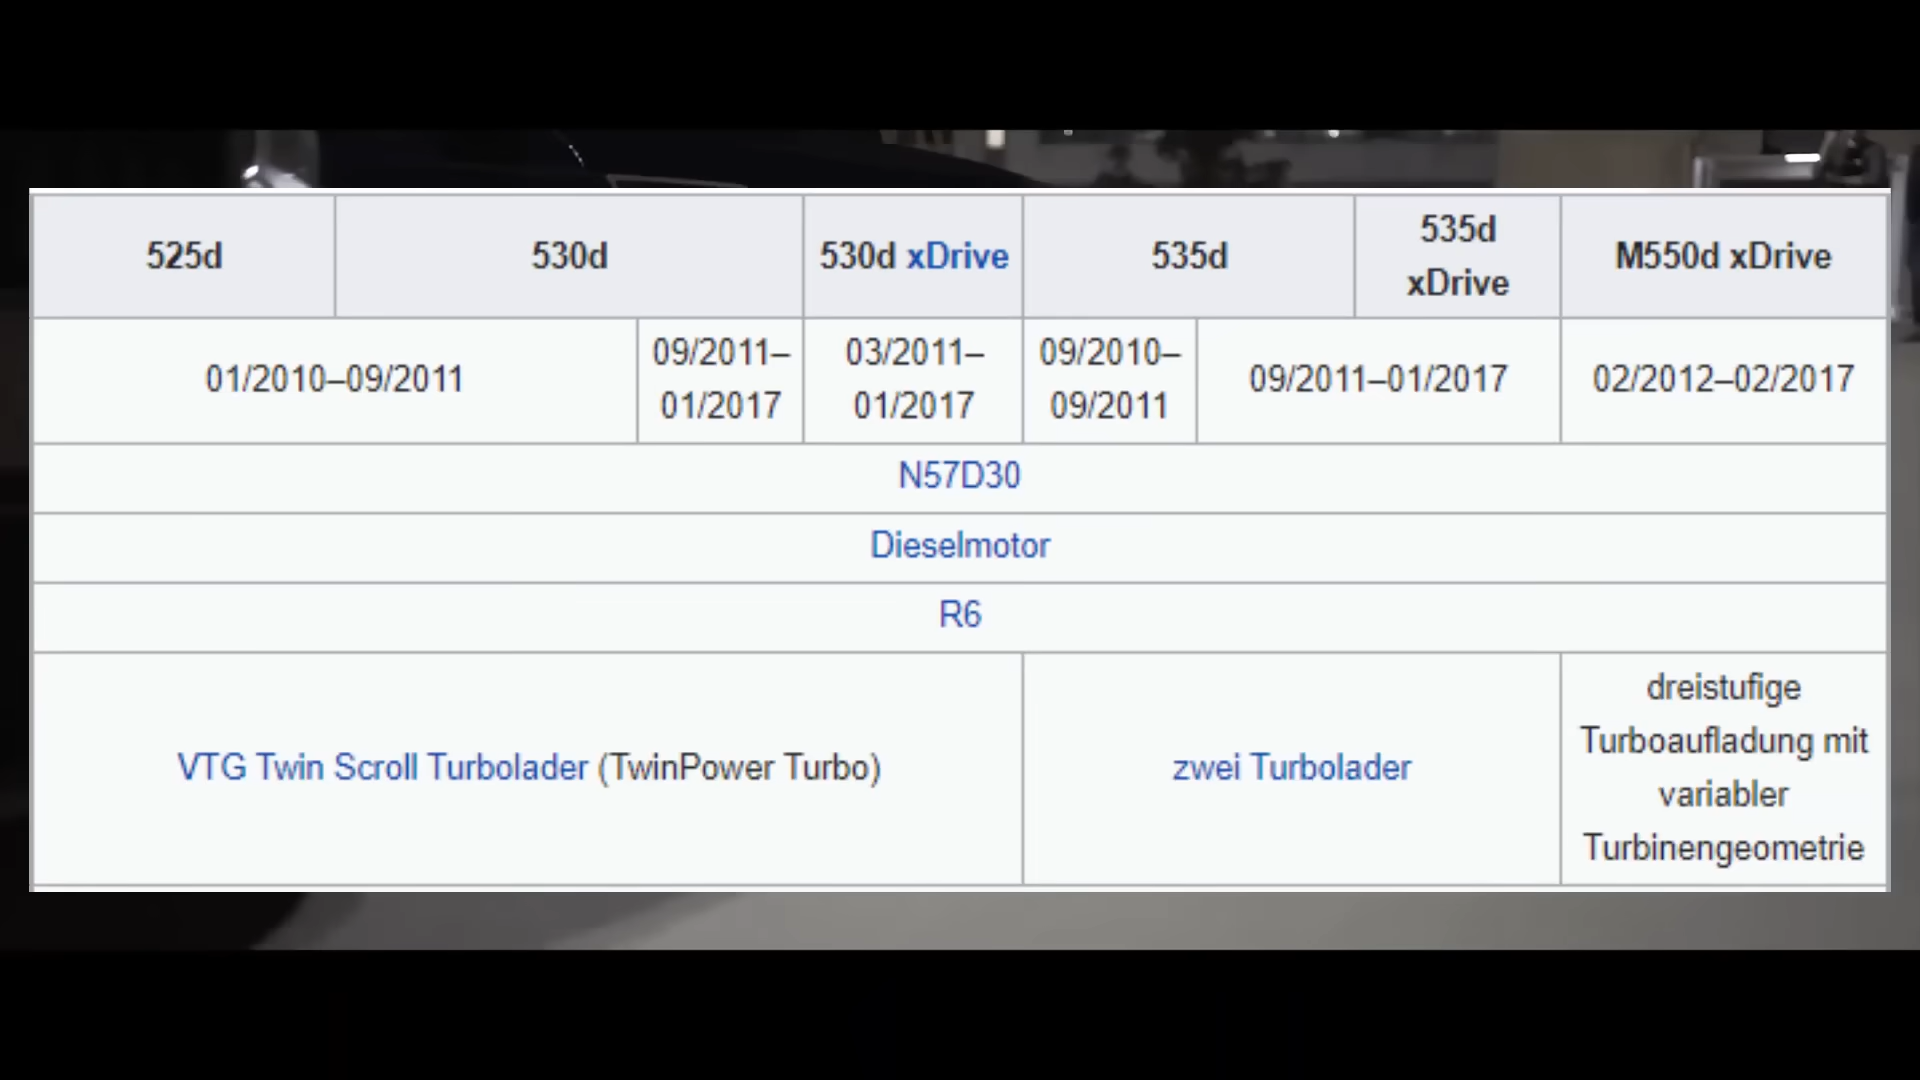 525d
530d
530d xDrive
535d
535d
xDrive
M550d xDrive
01/2010–09/2011
09/2011–
01/2017
03/2011–
01/2017
09/2010–
09/2011
09/2011–01/2017
02/2012–02/2017
N57D30
Dieselmotor
R6
VTG Twin Scroll Turbolader (TwinPower Turbo)
zwei Turbolader
dreistufige
Turboaufladung mit
variabler
Turbinengeometrie